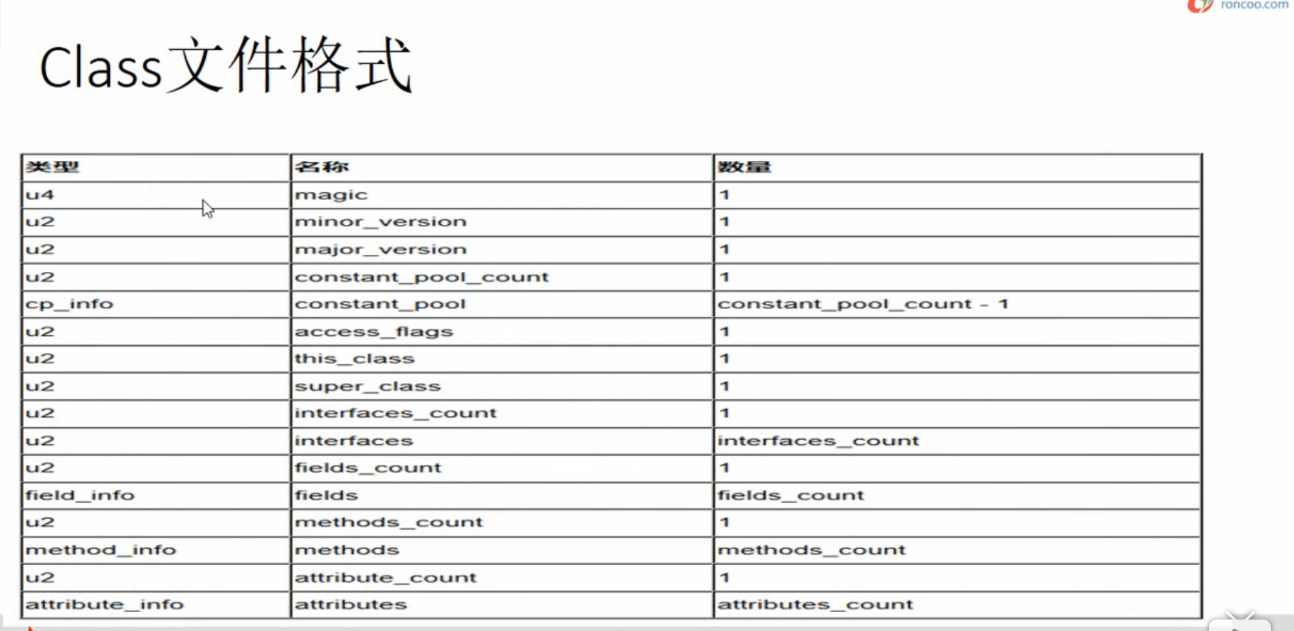 roncoo.com
Class文件格式
类型 名称 数量
u4 magic 1
u2 minor_version 1
u2 major_version 1
u2 constant_pool_count 1
cp_info constant_pool constant_pool_count - 1
u2 access_flags 1
u2 this_class 1
u2 super_class 1
u2 interfaces_count 1
u2 interfaces interfaces_count
u2 fields_count 1
field_info fields fields_count
u2 methods_count 1
method_info methods methods_count
u2 attribute_count 1
attribute_info attributes attributes_count